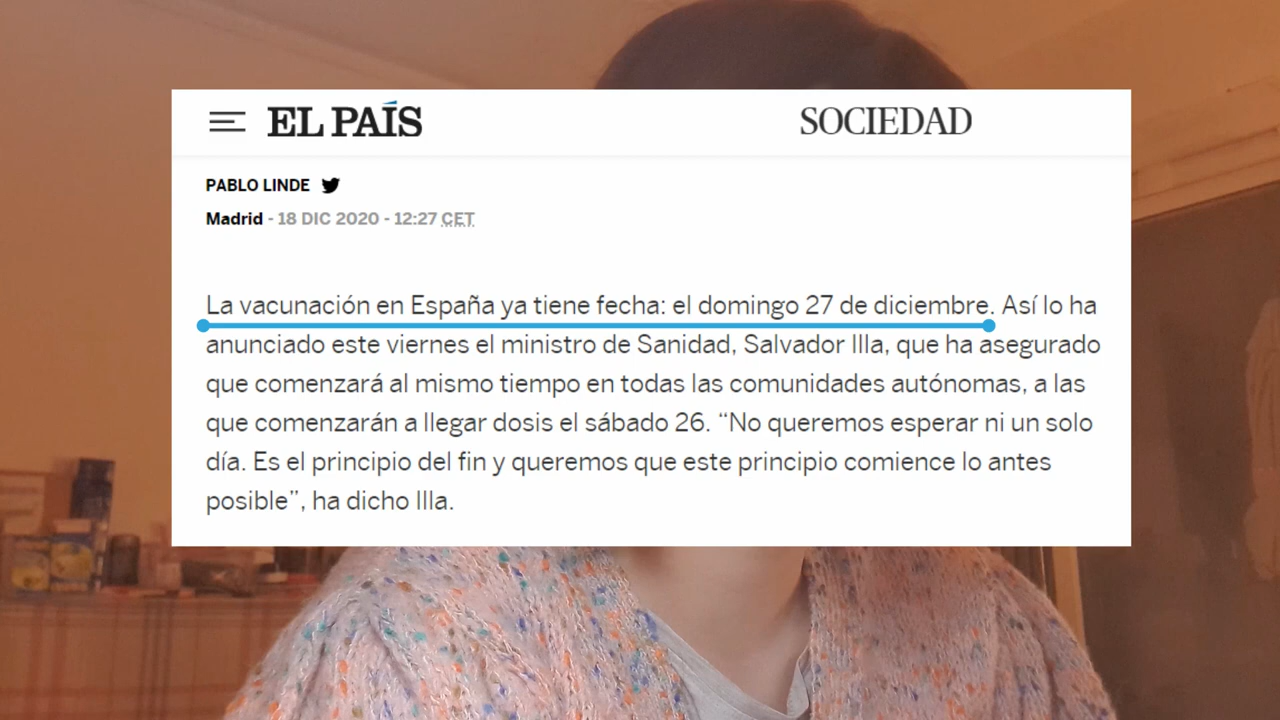 EL PAÍS
SOCIEDAD
PABLO LINDE
Madrid - 18 DIC 2020 - 12:27 CET
La vacunación en España ya tiene fecha: el domingo 27 de diciembre. Así lo ha
anunciado este viernes el ministro de Sanidad, Salvador Illa, que ha asegurado
que comenzará al mismo tiempo en todas las comunidades autónomas, a las
que comenzarán a llegar dosis el sábado 26. “No queremos esperar ni un solo
día. Es el principio del fin y queremos que este principio comience lo antes
posible”, ha dicho Illa.